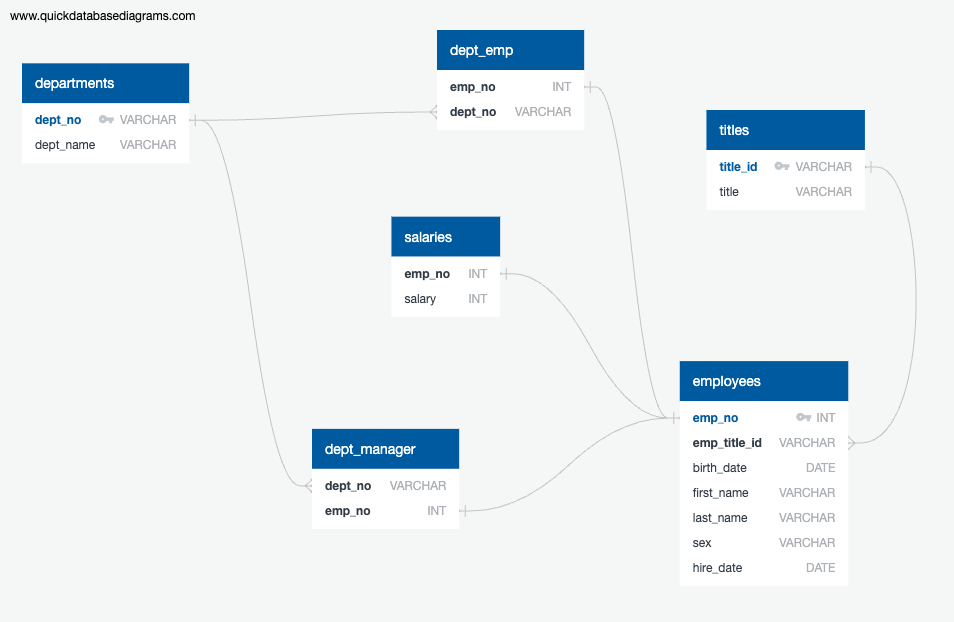 www.quickdatabasediagrams.com
departments
dept_no VARCHAR
dept_name VARCHAR
dept_emp
emp_no INT
dept_no VARCHAR
titles
title_id VARCHAR
title VARCHAR
salaries
emp_no INT
salary INT
employees
emp_no INT
emp_title_id VARCHAR
birth_date DATE
first_name VARCHAR
last_name VARCHAR
sex VARCHAR
hire_date DATE
dept_manager
dept_no VARCHAR
emp_no INT